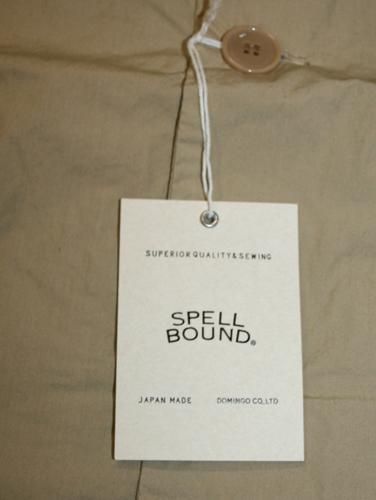 SUPERIOR QUALITY & SEWING
SPELL
BOUND®
JAPAN MADE DOMINGO CO.,LTD